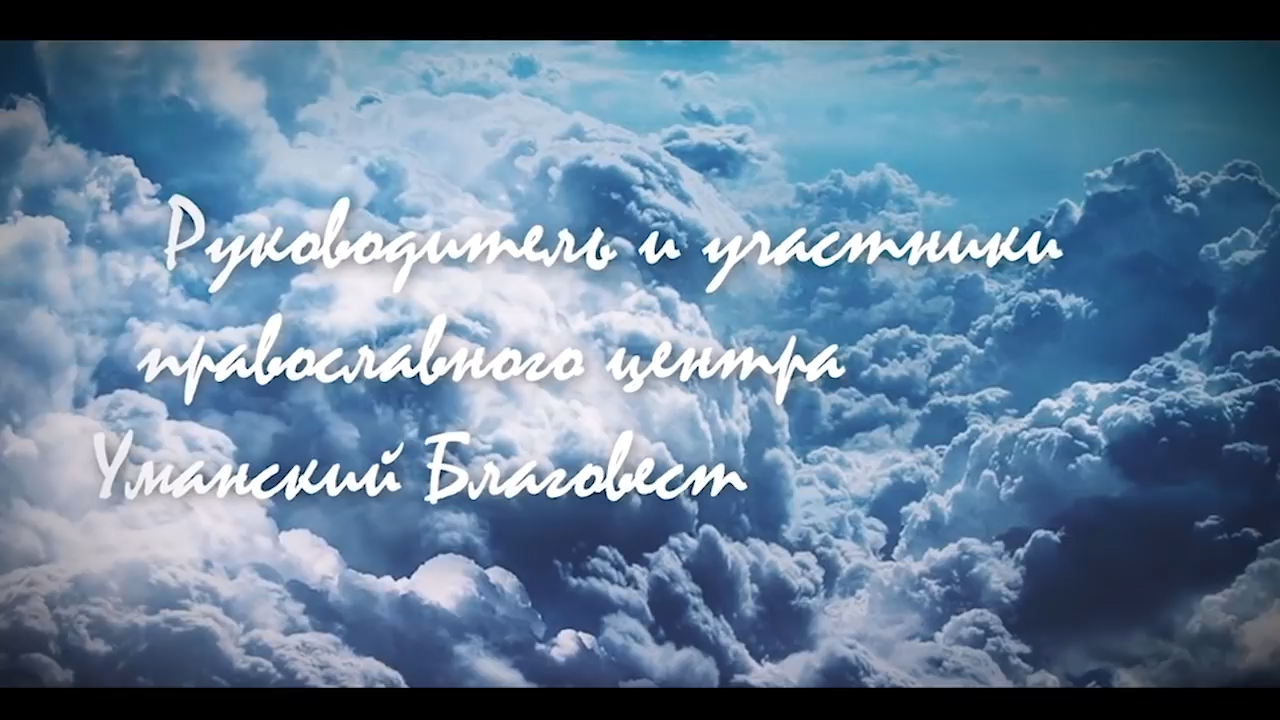 Руководитель и участники
православного центра
Уманский Благовест